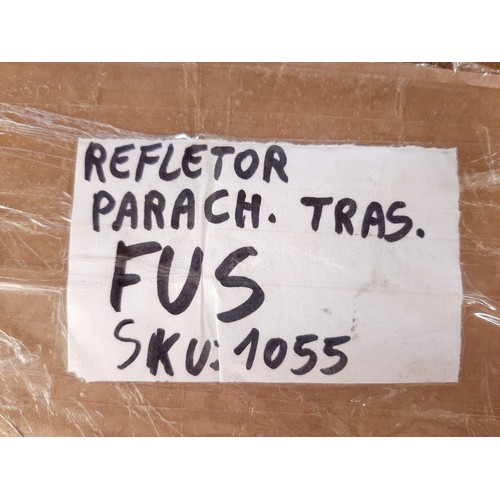 REFLETOR
PARACH. TRAS.
FUS
SKU: 1055